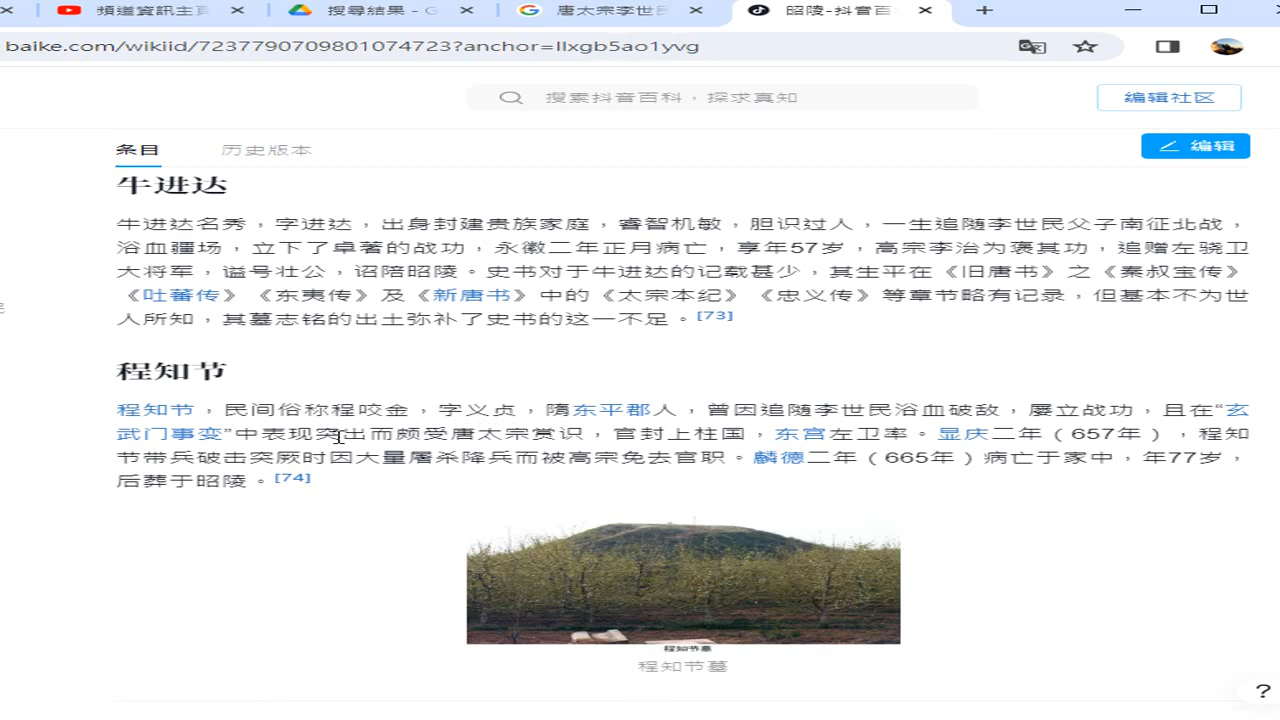 頻道資訊主頁
搜尋結果 - G
唐太宗李世民
昭陵-抖音百
baike.com/wikiid/7237790709801074723?anchor=llxgb5ao1yvg
搜索抖音百科，探求真知
编辑社区
条目
历史版本
编辑
牛进达
牛进达名秀，字进达，出身封建贵族家庭，睿智机敏，胆识过人，一生追随李世民父子南征北战，
浴血疆场，立下了卓著的战功，永徽二年正月病亡，享年57岁，高宗李治为褒其功，追赠左骁卫
大将军，谥号壮公，诏陪昭陵。史书对于牛进达的记载甚少，其生平在《旧唐书》之《秦叔宝传》
《吐蕃传》《东夷传》及《新唐书》中的《太宗本纪》《忠义传》等章节略有记录，但基本不为世
人所知，其墓志铭的出土弥补了史书的这一不足。[73]
程知节
程知节，民间俗称程咬金，字义贞，隋东平郡人，曾因追随李世民浴血破敌，屡立战功，且在“玄
武门事变”中表现突出而颇受唐太宗赏识，官封上柱国，东宫左卫率。显庆二年（657年），程知
节带兵破击突厥时因大量屠杀降兵而被高宗免去官职。麟德二年（665年）病亡于家中，年77岁，
后葬于昭陵。[74]
程知节墓
程知节墓
?